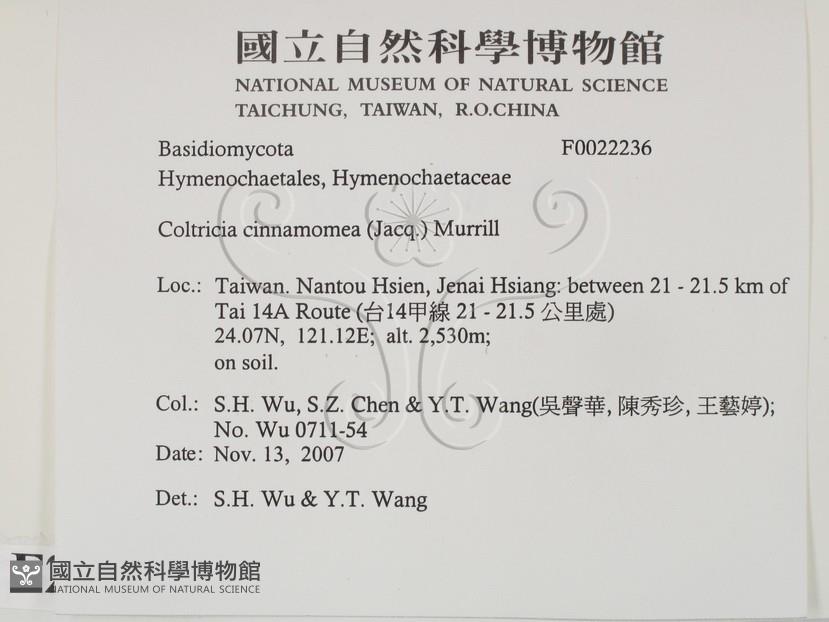 國立自然科學博物館
NATIONAL MUSEUM OF NATURAL SCIENCE
TAICHUNG, TAIWAN, R.O.CHINA
Basidiomycota F0022236
Hymenochaetales, Hymenochaetaceae
Coltricia cinnamomea (Jacq.) Murrill
Loc.: Taiwan. Nantou Hsien, Jenai Hsiang: between 21 - 21.5 km of
Tai 14A Route (台14甲線 21 - 21.5 公里處)
24.07N, 121.12E; alt. 2,530m;
on soil.
Col.: S.H. Wu, S.Z. Chen & Y.T. Wang(吳聲華, 陳秀珍, 王藝婷);
No. Wu 0711-54
Date: Nov. 13, 2007
Det.: S.H. Wu & Y.T. Wang
國立自然科學博物館
NATIONAL MUSEUM OF NATURAL SCIENCE